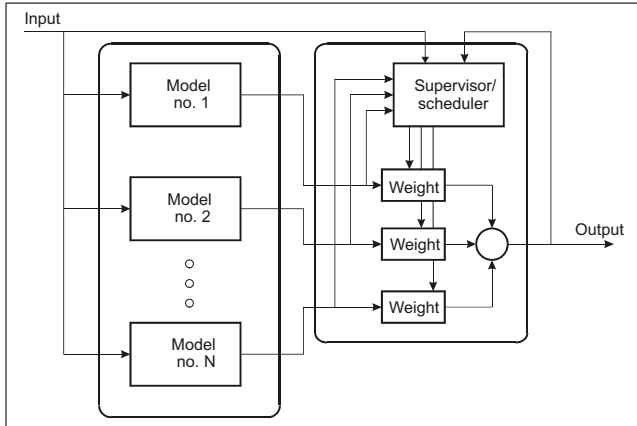 Input
Model
no. 1
Supervisor/
scheduler
Weight
Model
no. 2
Weight
Output
Weight
Model
no. N